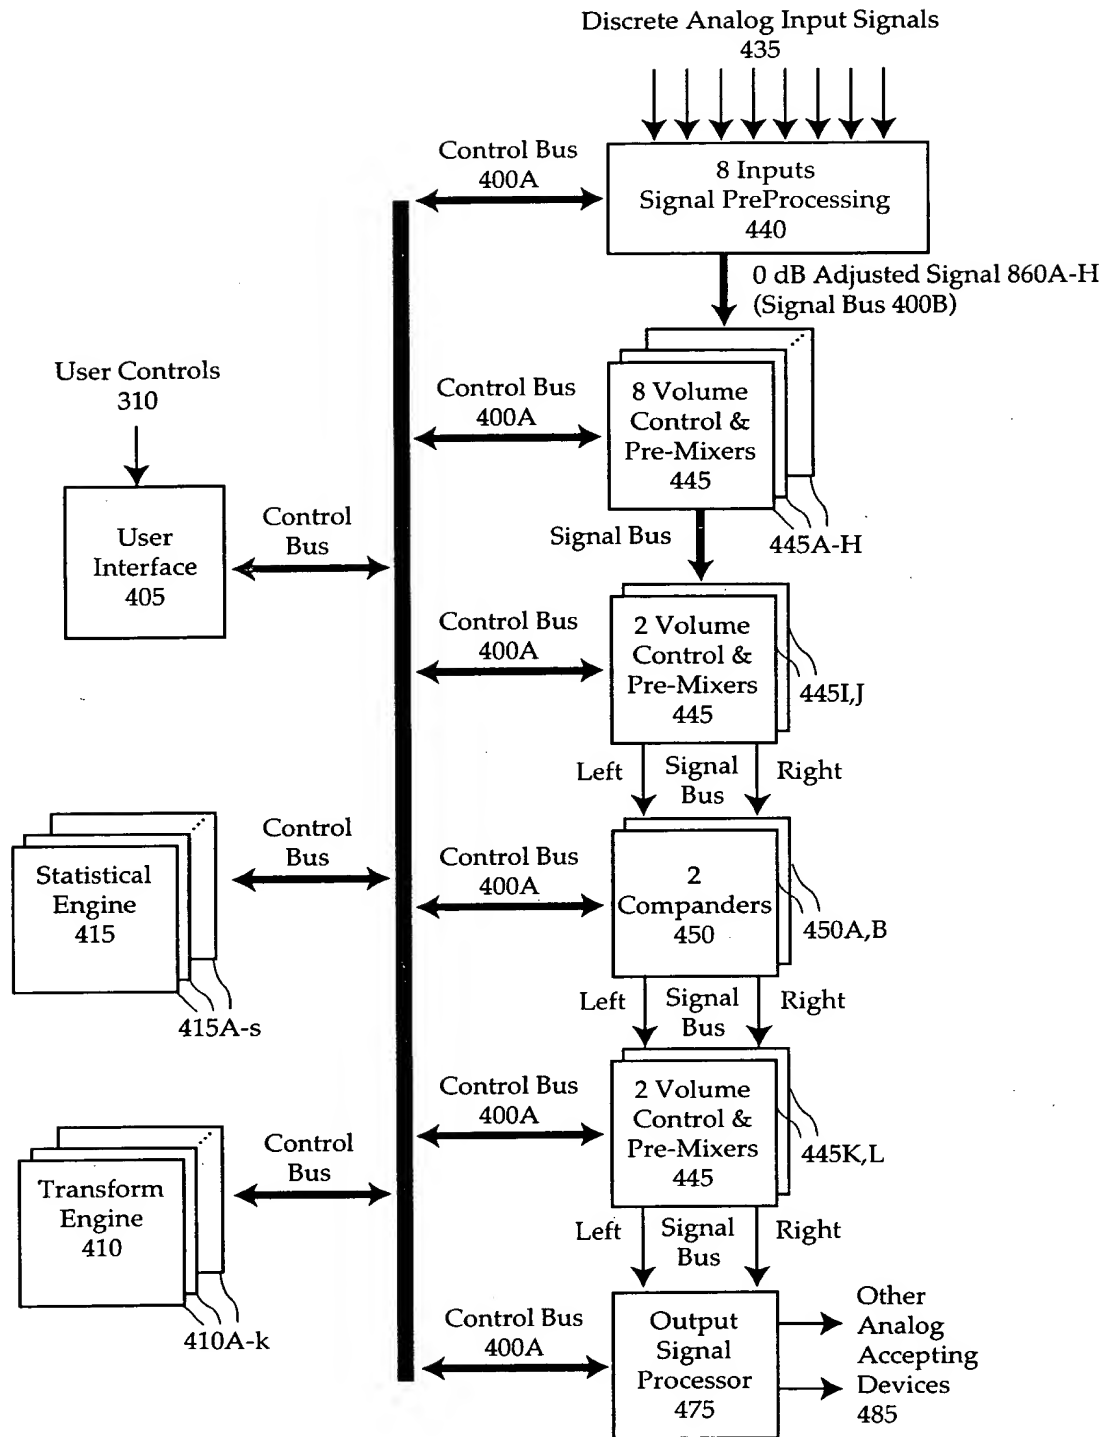 Discrete Analog Input Signals
435
Control Bus
400A
8 Inputs
Signal PreProcessing
440
0 dB Adjusted Signal 860A-H
(Signal Bus 400B)
User Controls
310
Control Bus
400A
8 Volume
Control &
Pre-Mixers
445
445A-H
User
Interface
405
Control
Bus
Signal Bus
Control Bus
400A
2 Volume
Control &
Pre-Mixers
445
445I,J
Left
Signal
Bus
Right
Statistical
Engine
415
415A-s
Control
Bus
Control Bus
400A
2
Companders
450
450A,B
Left
Signal
Bus
Right
Transform
Engine
410
410A-k
Control
Bus
Control Bus
400A
2 Volume
Control &
Pre-Mixers
445
445K,L
Left
Signal
Bus
Right
Control Bus
400A
Output
Signal
Processor
475
Other
Analog
Accepting
Devices
485